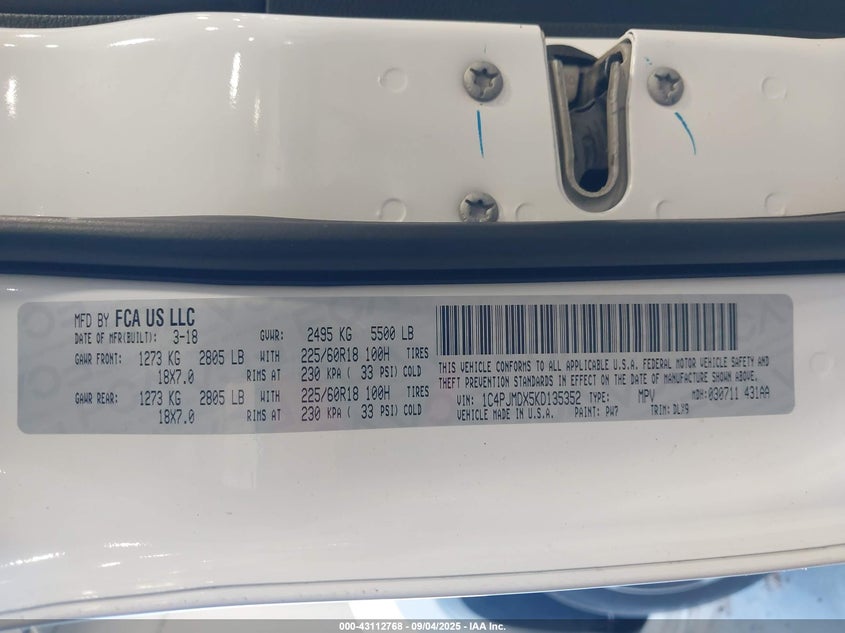 MFD BY FCA US LLC
DATE OF MFR(BUILT): 3-18 GVWR: 2495 KG 5500 LB
GAWR FRONT: 1273 KG 2805 LB WITH 225/60R18 100H TIRES
18X7.0 RIMS AT 230 KPA ( 33 PSI) COLD
GAWR REAR: 1273 KG 2805 LB WITH 225/60R18 100H TIRES
18X7.0 RIMS AT 230 KPA ( 33 PSI) COLD
THIS VEHICLE CONFORMS TO ALL APPLICABLE U.S.A. FEDERAL MOTOR VEHICLE SAFETY AND
THEFT PREVENTION STANDARDS IN EFFECT ON THE DATE OF MANUFACTURE SHOWN ABOVE.
VIN: 1C4PJMDX5KD135352 TYPE: MPV MDH: 030711 431AA
VEHICLE MADE IN U.S.A. PAINT: PW7 TRIM: DLX9
000-43112768 - 09/04/2025 - IAA Inc.